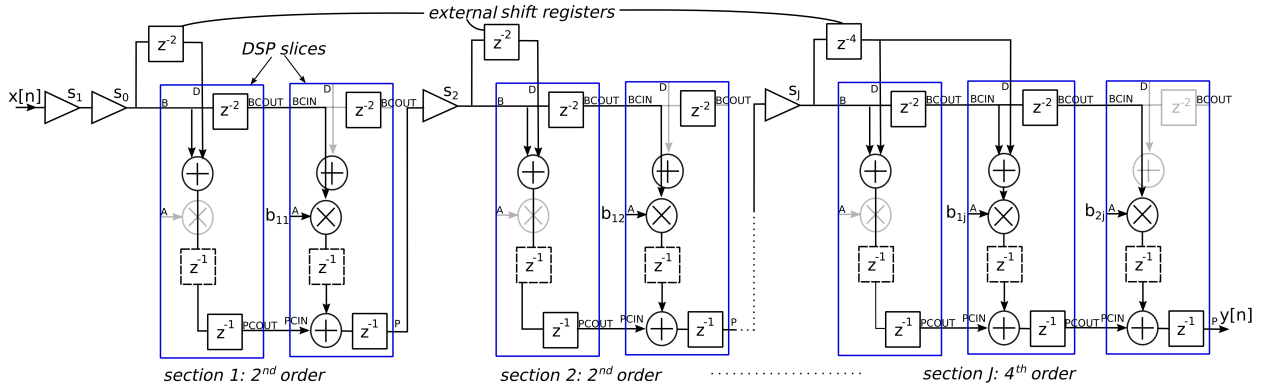 external shift registers
z-2
z-2
z-4
DSP slices
x[n]
s1
s0
s2
sJ
B
D
z-2
BCOUT
BCIN
D
z-2
BCOUT
B
D
z-2
BCOUT
BCIN
D
z-2
BCOUT
B
D
z-2
BCOUT
BCIN
z-2
BCOUT
BCIN
D
z-2
BCOUT
A
b11
A
A
b12
A
A
b1j
A
b2j
A
z-1
z-1
z-1
z-1
z-1
z-1
z-1
z-1
PCOUT
PCIN
z-1
P
z-1
PCOUT
PCIN
z-1
P
z-1
PCOUT
PCIN
z-1
PCOUT
PCIN
z-1
P
y[n]
section 1: 2nd order
section 2: 2nd order
section J: 4th order